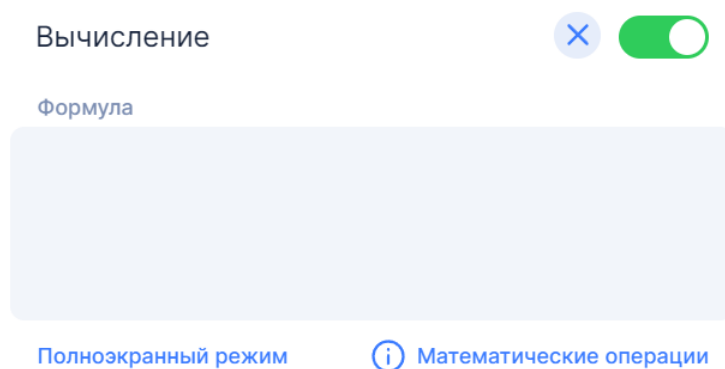 Вычисление
Формула
Полноэкранный режим
Математические операции